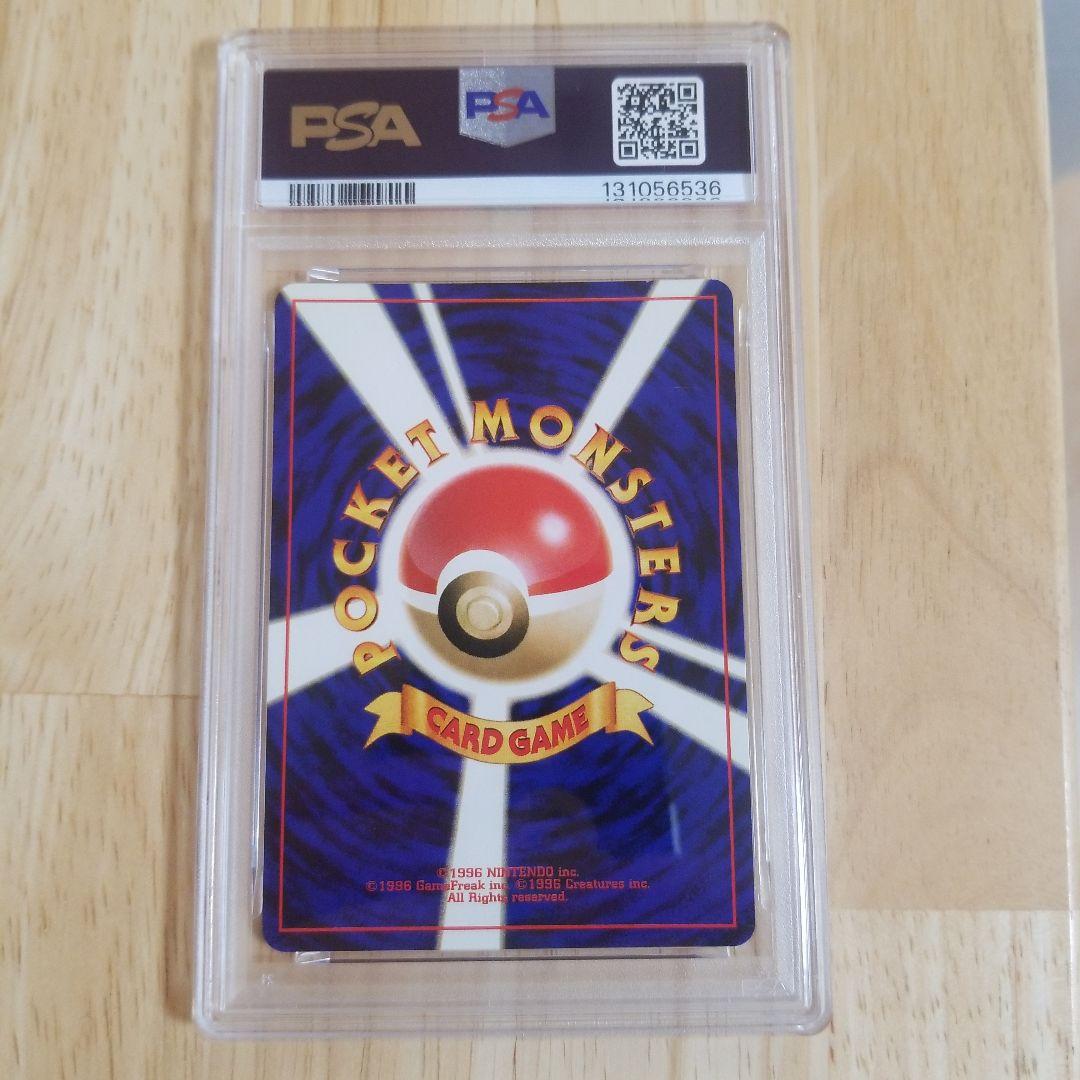 PSA
PSA
131056536
POCKET MONSTERS
CARD GAME
©1996 NINTENDO inc.
©1996 GameFreak inc. ©1996 Creatures inc.
All Rights reserved.